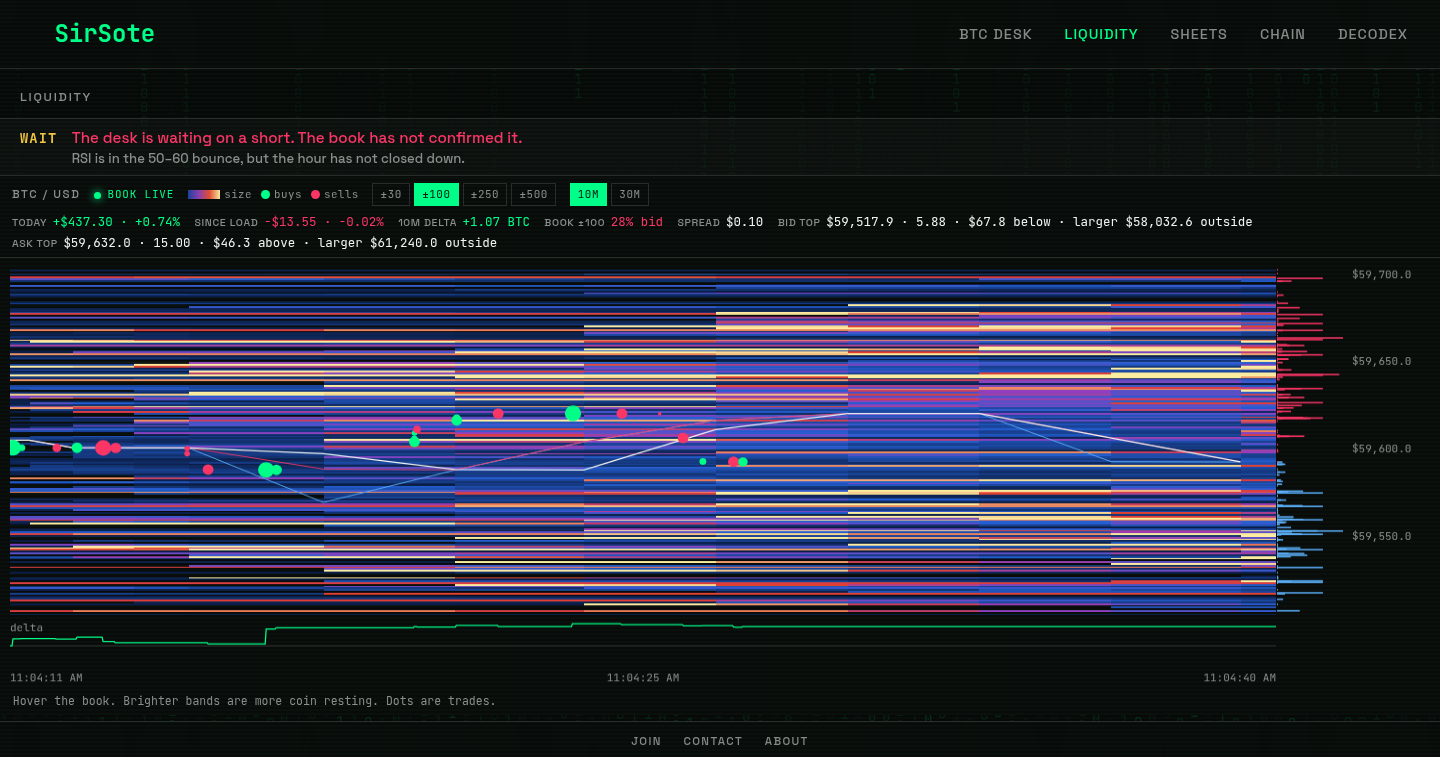 SirSote
BTC DESK LIQUIDITY SHEETS CHAIN DECODEX
LIQUIDITY
WAIT The desk is waiting on a short. The book has not confirmed it.
RSI is in the 50–60 bounce, but the hour has not closed down.
BTC / USD BOOK LIVE size buys sells ±30 ±100 ±250 ±500 10M 30M
TODAY +$437.30 · +0.74% SINCE LOAD -$13.55 · -0.02% 10M DELTA +1.07 BTC BOOK ±100 28% bid SPREAD $0.10 BID TOP $59,517.9 · 5.88 · $67.8 below · larger $58,032.6 outside
ASK TOP $59,632.0 · 15.00 · $46.3 above · larger $61,240.0 outside
$59,700.0
$59,650.0
$59,600.0
$59,550.0
delta
11:04:11 AM 11:04:25 AM 11:04:40 AM
Hover the book. Brighter bands are more coin resting. Dots are trades.
JOIN CONTACT ABOUT